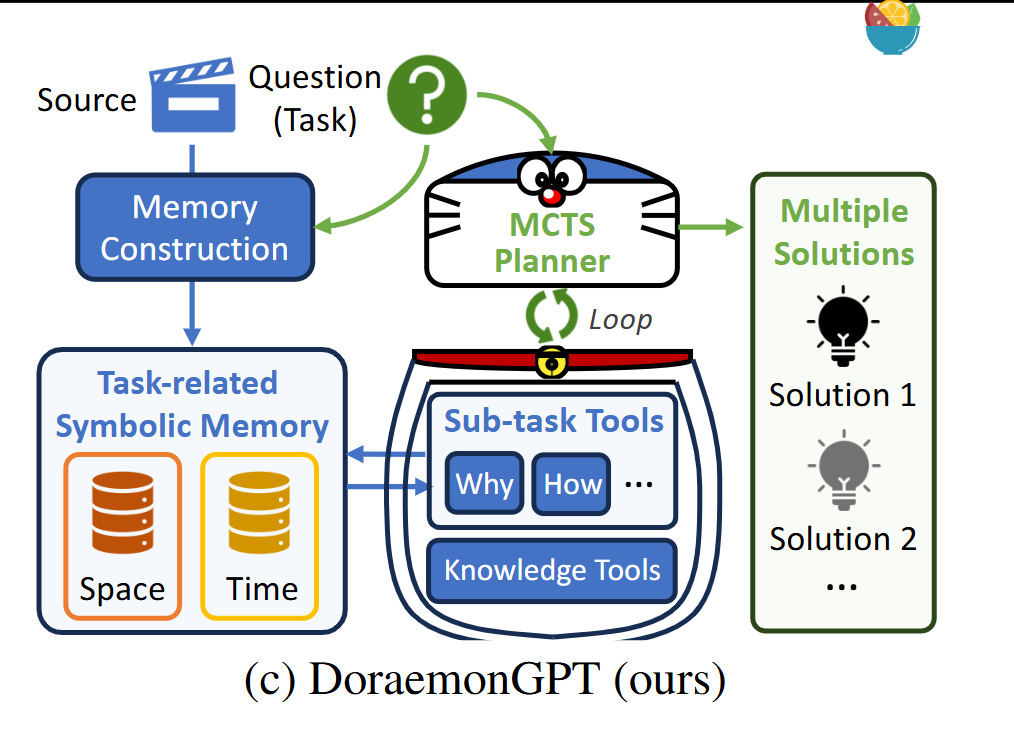 Source
Question
(Task)
?
Memory
Construction
MCTS
Planner
Loop
Multiple
Solutions
Solution 1
Solution 2
...
Task-related
Symbolic Memory
Space
Time
Sub-task Tools
Why
How
...
Knowledge Tools
(c) DoraemonGPT (ours)